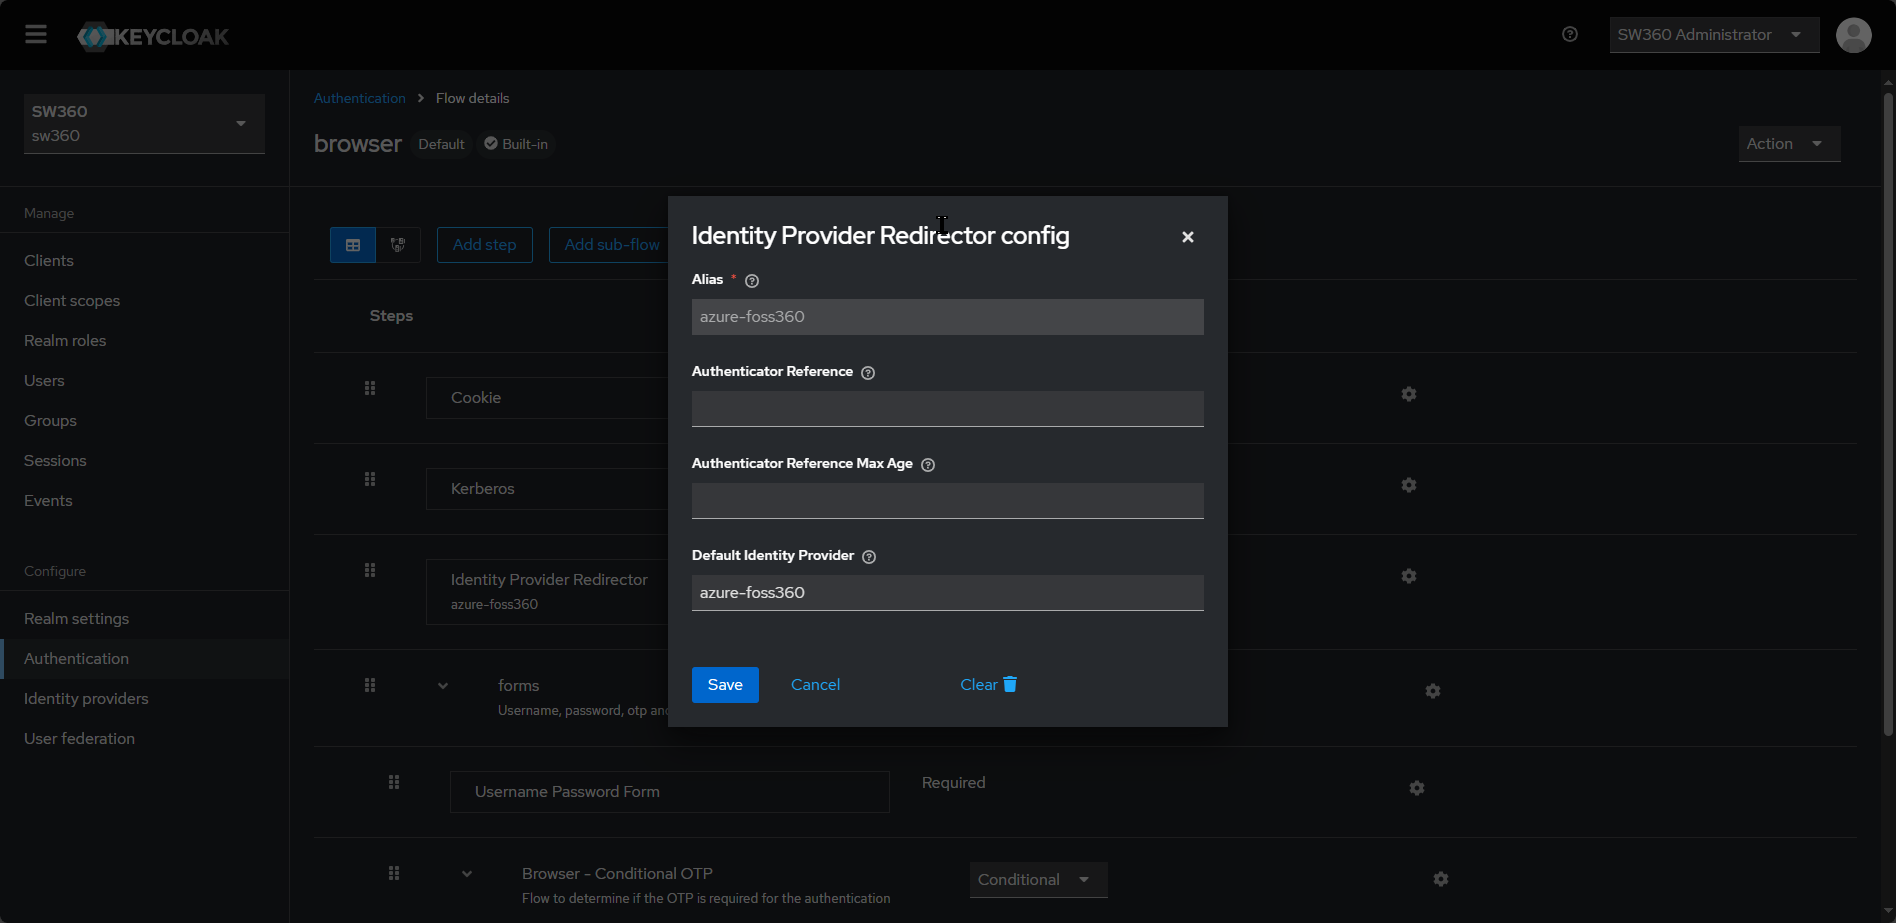 KEYCLOAK
SW360 Administrator
SW360
sw360
Manage
Clients
Client scopes
Realm roles
Users
Groups
Sessions
Events
Configure
Realm settings
Authentication
Identity providers
User federation
Authentication > Flow details
browser Default Built-in
Action
Add step Add sub-flow
Steps
Cookie
Kerberos
Identity Provider Redirector
azure-foss360
forms
Username, password, otp and
Username Password Form Required
Browser - Conditional OTP
Flow to determine if the OTP is required for the authentication
Conditional
Identity Provider Redirector config
Alias *
azure-foss360
Authenticator Reference
Authenticator Reference Max Age
Default Identity Provider
azure-foss360
Save Cancel Clear